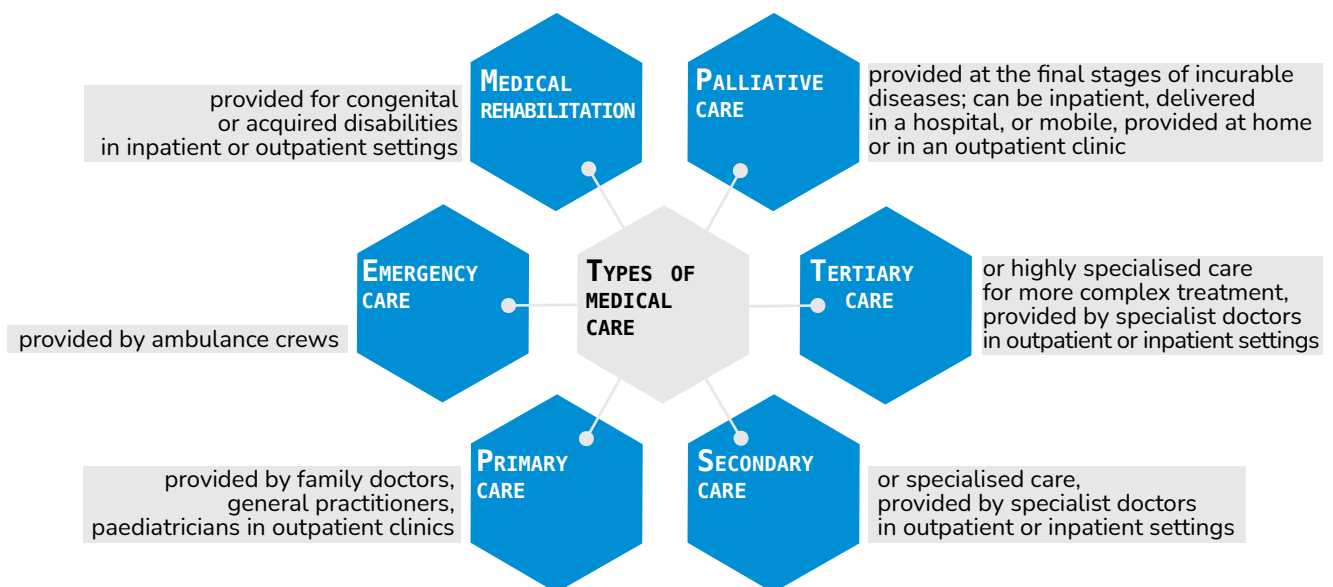 MEDICAL
REHABILITATION
provided for congenital
or acquired disabilities
in inpatient or outpatient settings
PALLIATIVE
CARE
provided at the final stages of incurable
diseases; can be inpatient, delivered
in a hospital, or mobile, provided at home
or in an outpatient clinic
EMERGENCY
CARE
provided by ambulance crews
TYPES OF
MEDICAL
CARE
TERTIARY
CARE
or highly specialised care
for more complex treatment,
provided by specialist doctors
in outpatient or inpatient settings
PRIMARY
CARE
provided by family doctors,
general practitioners,
paediatricians in outpatient clinics
SECONDARY
CARE
or specialised care,
provided by specialist doctors
in outpatient or inpatient settings